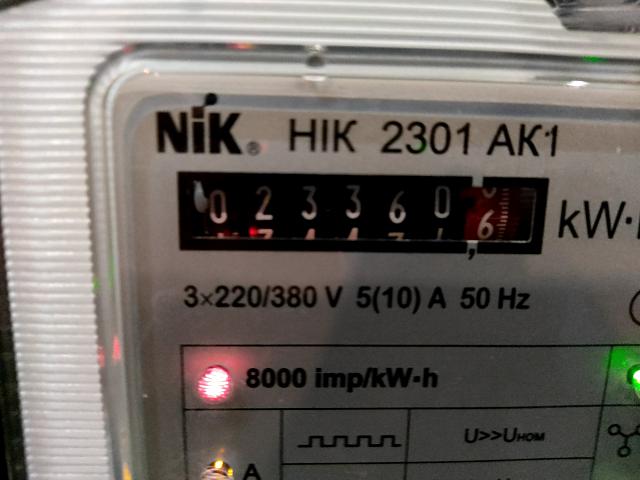 NiK® НІК 2301 АК1
0 2 3 3 6 0 6 kW·
3×220/380 V 5(10) A 50 Hz
8000 imp/kW·h
U>>Uном
A